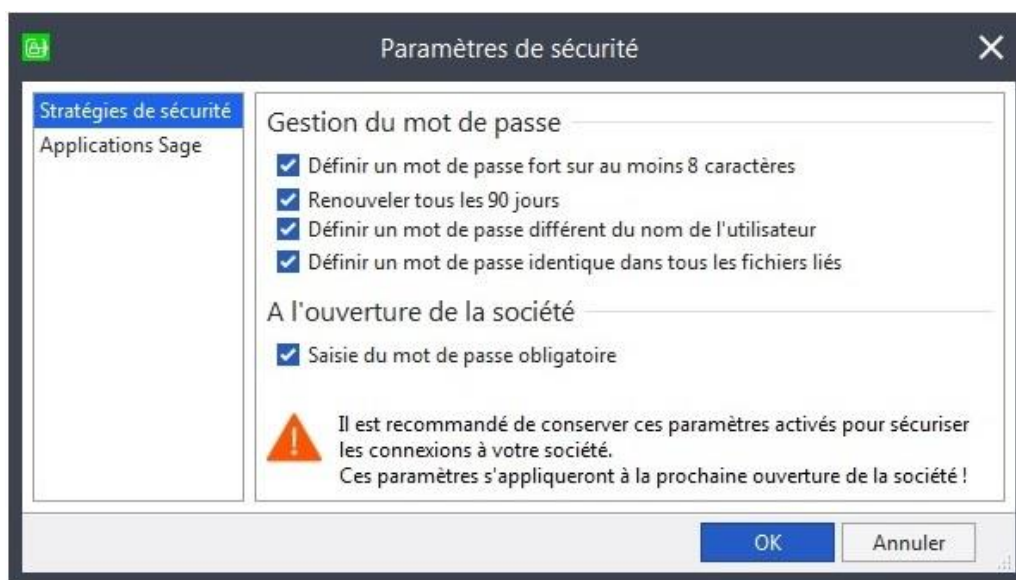 Paramètres de sécurité
Stratégies de sécurité
Applications Sage
Gestion du mot de passe
Définir un mot de passe fort sur au moins 8 caractères
Renouveler tous les 90 jours
Définir un mot de passe différent du nom de l'utilisateur
Définir un mot de passe identique dans tous les fichiers liés
A l'ouverture de la société
Saisie du mot de passe obligatoire
Il est recommandé de conserver ces paramètres activés pour sécuriser
les connexions à votre société.
Ces paramètres s'appliqueront à la prochaine ouverture de la société !
OK
Annuler